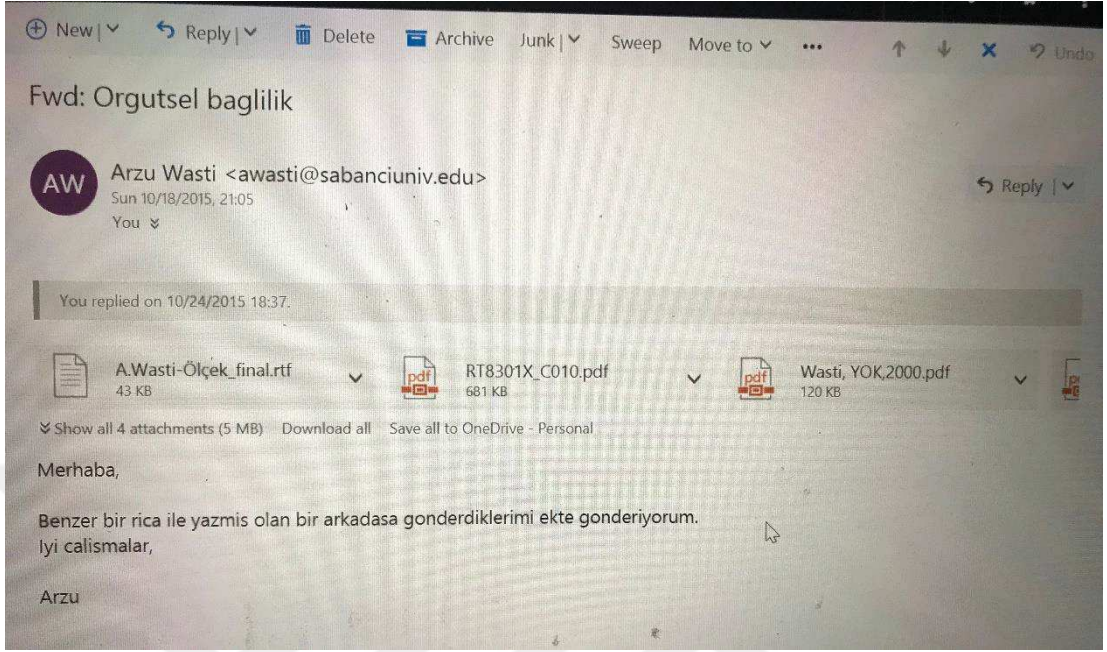 New | Reply | Delete Archive Junk | Sweep Move to ... Undo
Fwd: Orgutsel baglilik
AW
Arzu Wasti <awasti@sabanciuniv.edu>
Sun 10/18/2015, 21:05
You
Reply |
You replied on 10/24/2015 18:37.
A.Wasti-Ölçek_final.rtf
43 KB
pdf
RT8301X_C010.pdf
681 KB
pdf
Wasti, YOK,2000.pdf
120 KB
Show all 4 attachments (5 MB) Download all Save all to OneDrive - Personal
Merhaba,
Benzer bir rica ile yazmis olan bir arkadasa gonderdiklerimi ekte gonderiyorum.
Iyi calismalar,
Arzu